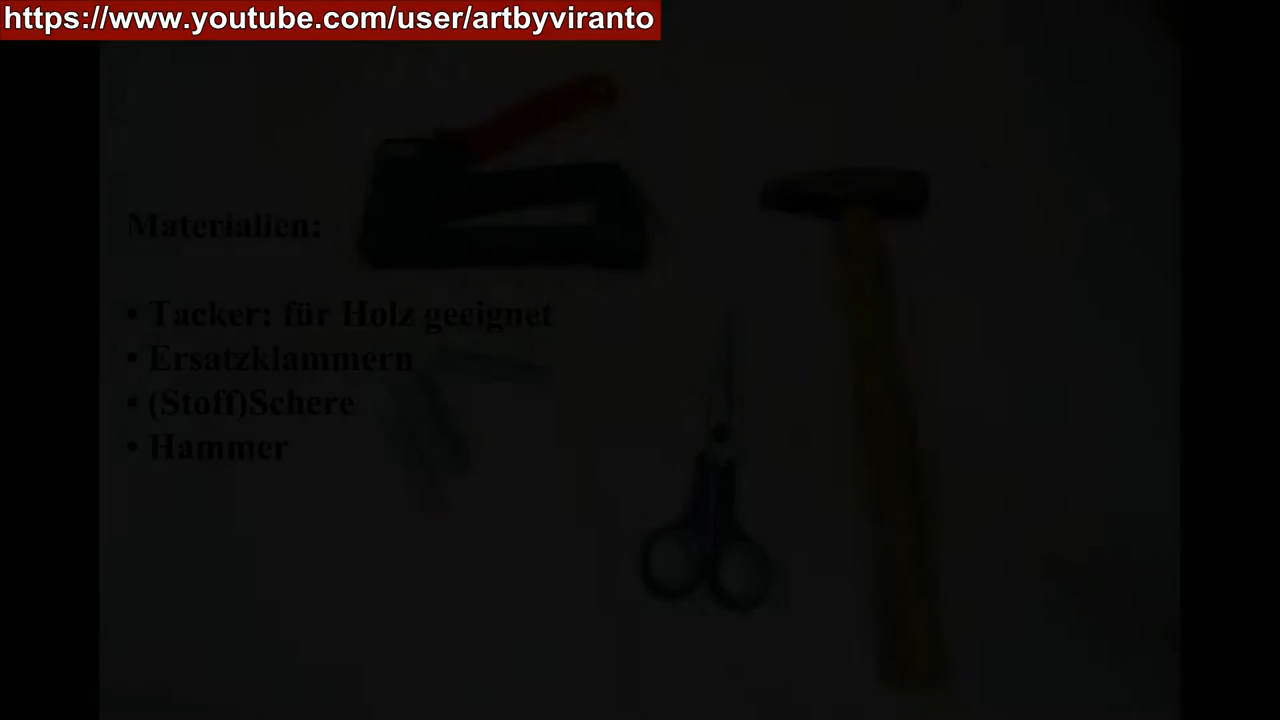 https://www.youtube.com/user/artbyviranto
Materialien:
• Tacker: für Holz geeignet
• Ersatzklammern
• (Stoff)Schere
• Hammer